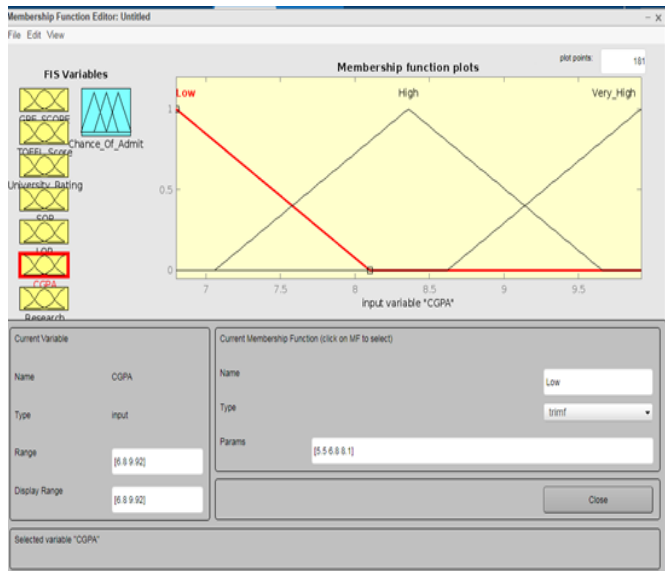 Membership Function Editor: Untitled
File Edit View
FIS Variables
GRE_SCORE
TOEFL_Score
University_Rating
SOP
LOR
CGPA
Research
Chance_Of_Admit
Membership function plots
plot points:
181
Low
High
Very_High
1
0.5
0
7
7.5
8
8.5
9
9.5
input variable "CGPA"
Current Variable
Name
CGPA
Type
input
Range
[6.8 9.92]
Display Range
[6.8 9.92]
Current Membership Function (click on MF to select)
Name
Low
Type
trimf
Params
[5.5 6.8 8.1]
Close
Selected variable "CGPA"